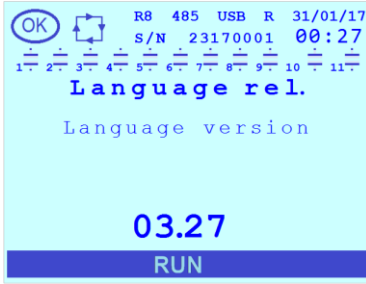 OK R8 485 USB R 31/01/17
S/N 23170001 00:27
1 2 3 4 5 6 7 8 9 10 11
Language rel.
Language version
03.27
RUN